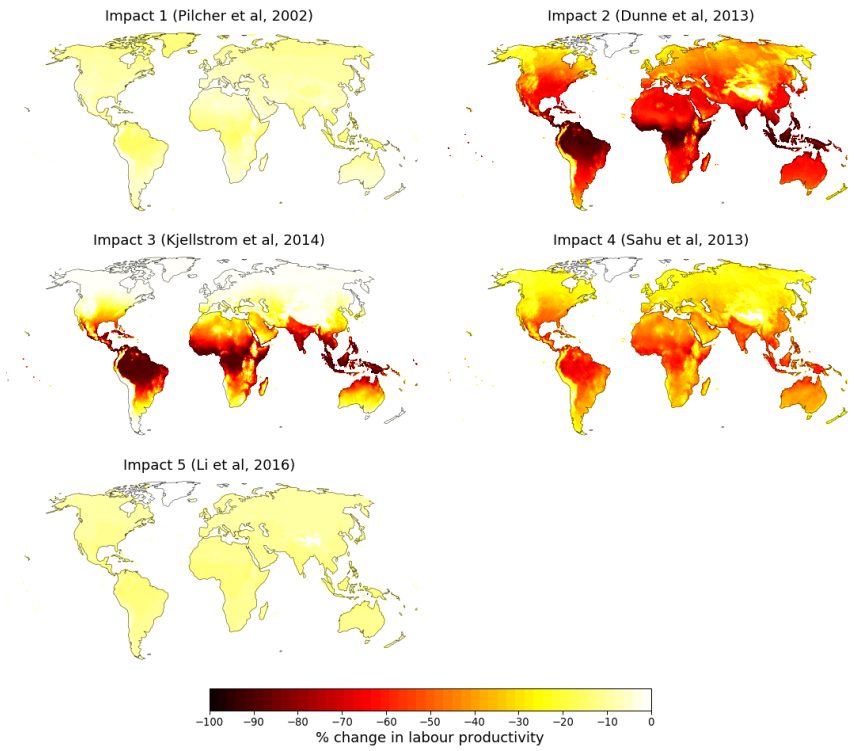 Impact 1 (Pilcher et al, 2002)
Impact 2 (Dunne et al, 2013)
Impact 3 (Kjellstrom et al, 2014)
Impact 4 (Sahu et al, 2013)
Impact 5 (Li et al, 2016)
−100 −90 −80 −70 −60 −50 −40 −30 −20 −10 0
% change in labour productivity